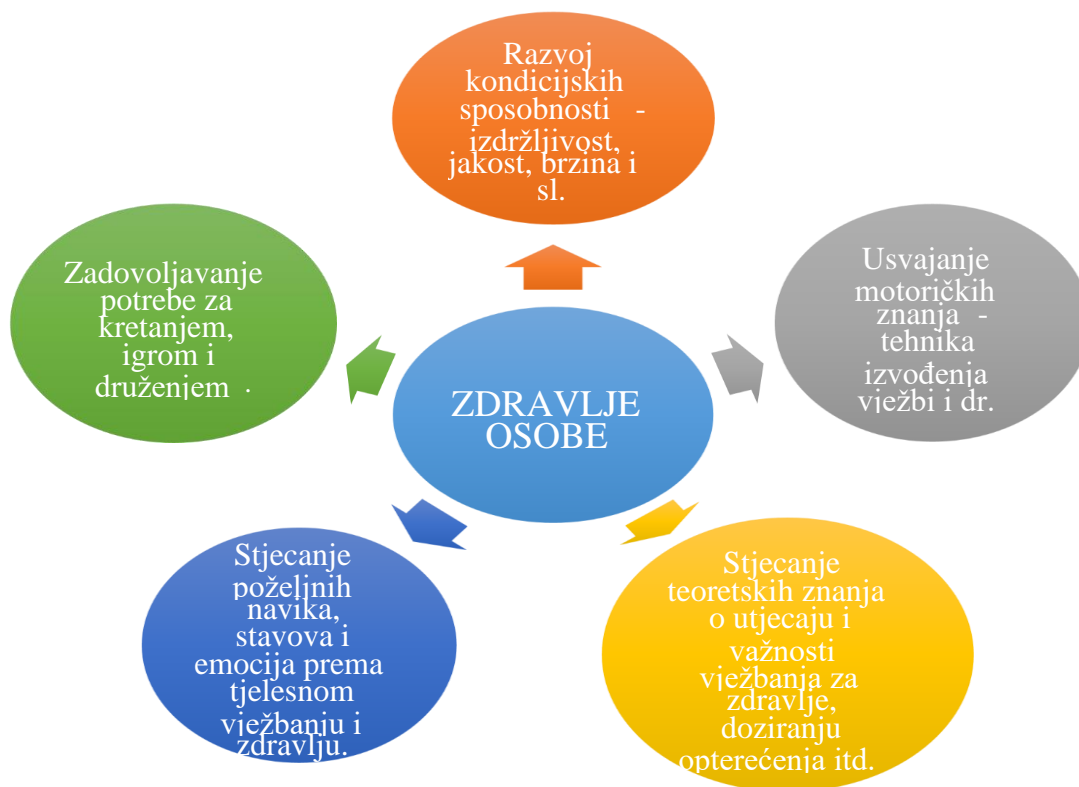 Razvoj
kondicijskih
sposobnosti -
izdržljivost,
jakost, brzina i
sl.
Zadovoljavanje
potrebe za
kretanjem,
igrom i
druženjem .
Usvajanje
motoričkih
znanja -
tehnika
izvođenja
vježbi i dr.
ZDRAVLJE
OSOBE
Stjecanje
poželjnih
navika,
stavova i
emocija prema
tjelesnom
vježbanju i
zdravlju.
Stjecanje
teoretskih znanja
o utjecaju i
važnosti
vježbanja za
zdravlje,
doziranju
opterećenja itd.